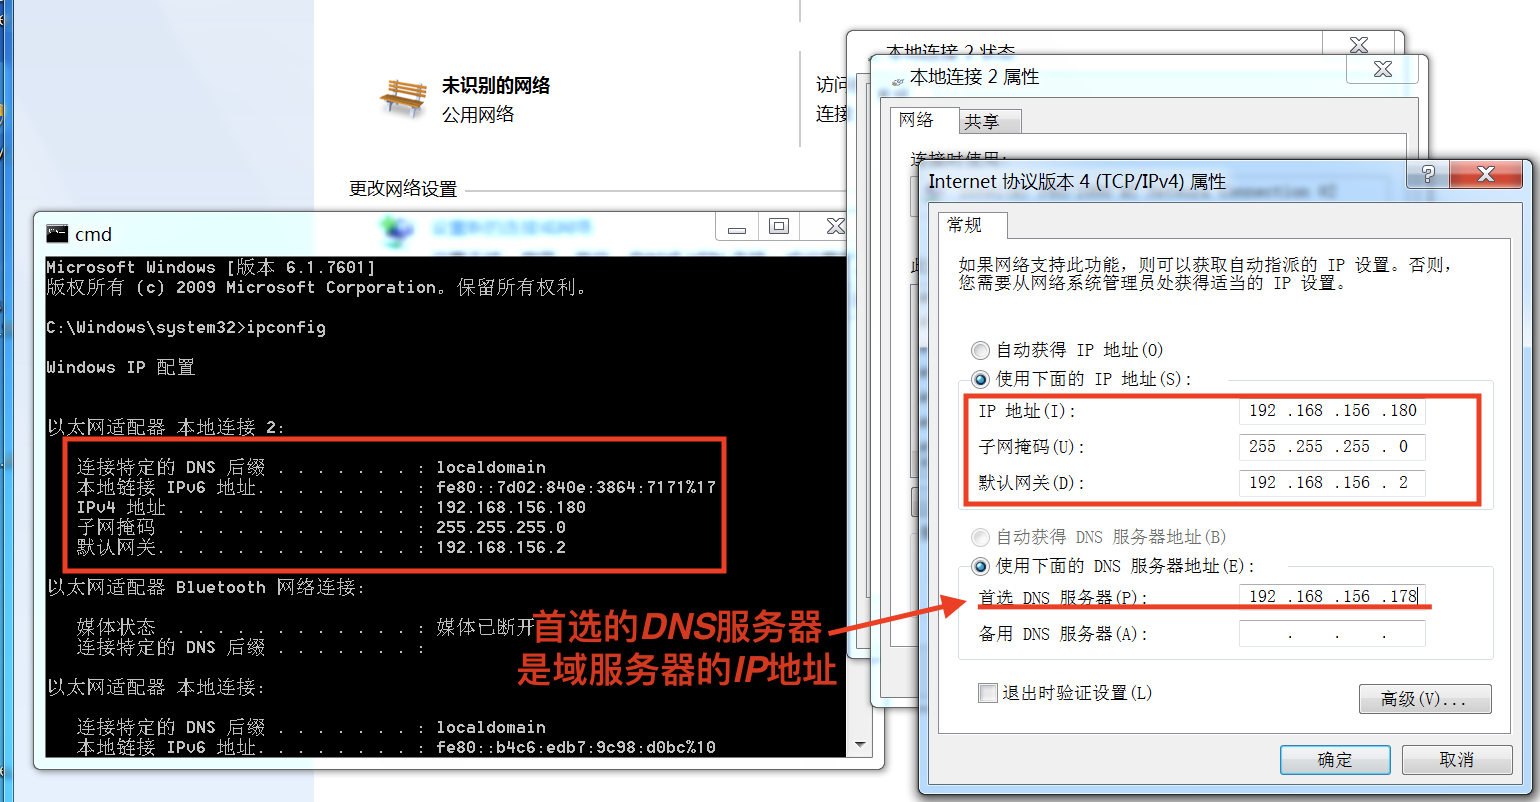 未识别的网络
公用网络
访问
连接
更改网络设置
本地连接 2 状态
本地连接 2 属性
网络
共享
连接时使用:
cmd
Microsoft Windows [版本 6.1.7601]
版权所有 (c) 2009 Microsoft Corporation。保留所有权利。
C:\Windows\system32>ipconfig
Windows IP 配置
以太网适配器 本地连接 2:
连接特定的 DNS 后缀 . . . . . . . : localdomain
本地链接 IPv6 地址. . . . . . . . : fe80::7d02:840e:3864:7171%17
IPv4 地址 . . . . . . . . . . . . : 192.168.156.180
子网掩码 . . . . . . . . . . . . : 255.255.255.0
默认网关. . . . . . . . . . . . . : 192.168.156.2
以太网适配器 Bluetooth 网络连接:
媒体状态 . . . . . . . . . . . . : 媒体已断开
连接特定的 DNS 后缀 . . . . . . . :
以太网适配器 本地连接:
连接特定的 DNS 后缀 . . . . . . . : localdomain
本地链接 IPv6 地址. . . . . . . . : fe80::b4c6:edb7:9c98:d0bc%10
首选的DNS服务器
是域服务器的IP地址
Internet 协议版本 4 (TCP/IPv4) 属性
常规
如果网络支持此功能，则可以获取自动指派的 IP 设置。否则，
您需要从网络系统管理员处获得适当的 IP 设置。
自动获得 IP 地址(O)
使用下面的 IP 地址(S):
IP 地址(I): 192 .168 .156 .180
子网掩码(U): 255 .255 .255 . 0
默认网关(D): 192 .168 .156 . 2
自动获得 DNS 服务器地址(B)
使用下面的 DNS 服务器地址(E):
首选 DNS 服务器(P): 192 .168 .156 .178
备用 DNS 服务器(A): . . .
退出时验证设置(L)
高级(V)...
确定
取消